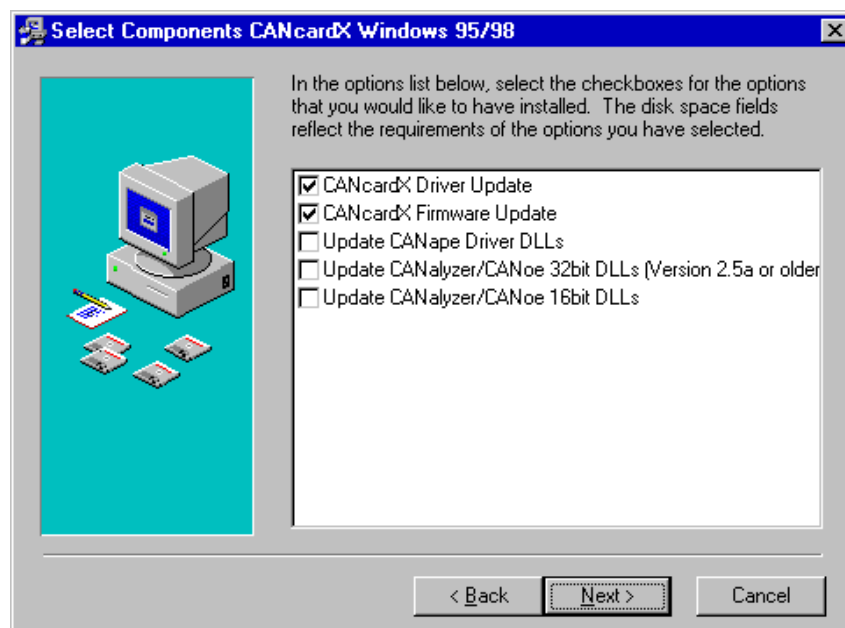 Select Components CANcardX Windows 95/98
In the options list below, select the checkboxes for the options
that you would like to have installed. The disk space fields
reflect the requirements of the options you have selected.
CANcardX Driver Update
CANcardX Firmware Update
Update CANape Driver DLLs
Update CANalyzer/CANoe 32bit DLLs (Version 2.5a or older
Update CANalyzer/CANoe 16bit DLLs
< Back Next > Cancel